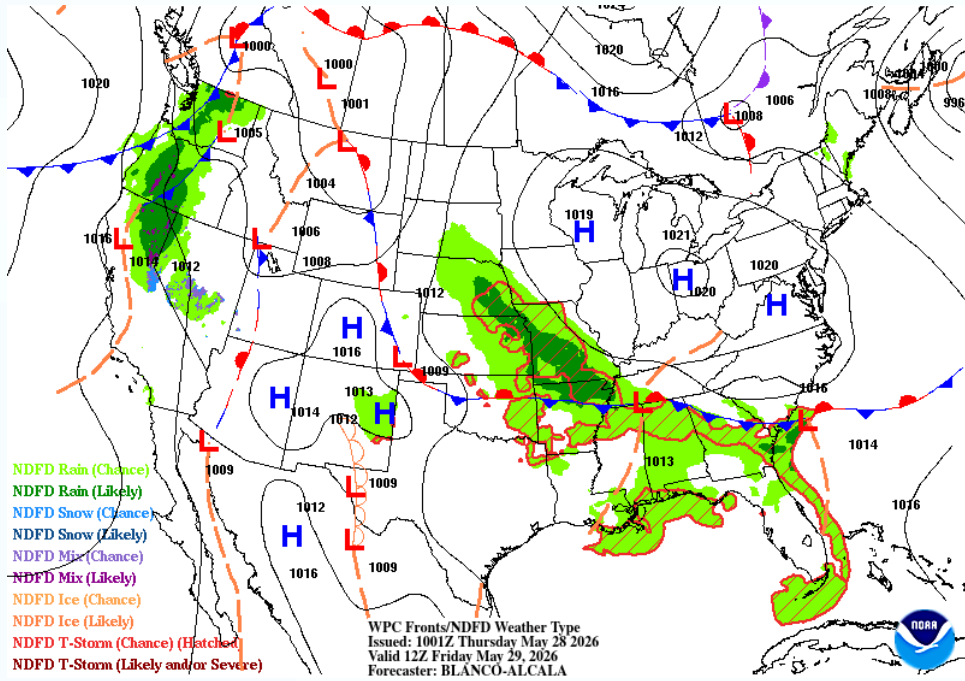 1020
1024
1020
1000
1000
1004
1000
1008
996
1001
1016
1006
1008
1005
1012
1004
1019
1016
1006
1021
1014
1012
1008
1020
1020
L
L
L
L
L
L
L
H
H
H
1012
H
1016
L
1009
1013
H
1014
1012
H
L
L
1016
1014
L
1009
1013
L
1009
1012
H
1016
L
1009
1016
NDFD Rain (Chance)
NDFD Rain (Likely)
NDFD Snow (Chance)
NDFD Snow (Likely)
NDFD Mix (Chance)
NDFD Mix (Likely)
NDFD Ice (Chance)
NDFD Ice (Likely)
NDFD T-Storm (Chance) (Hatched)
NDFD T-Storm (Likely and/or Severe)
WPC Fronts/NDFD Weather Type
Issued: 1001Z Thursday May 28 2026
Valid 12Z Friday May 29, 2026
Forecaster: BLANCO-ALCALA
NOAA